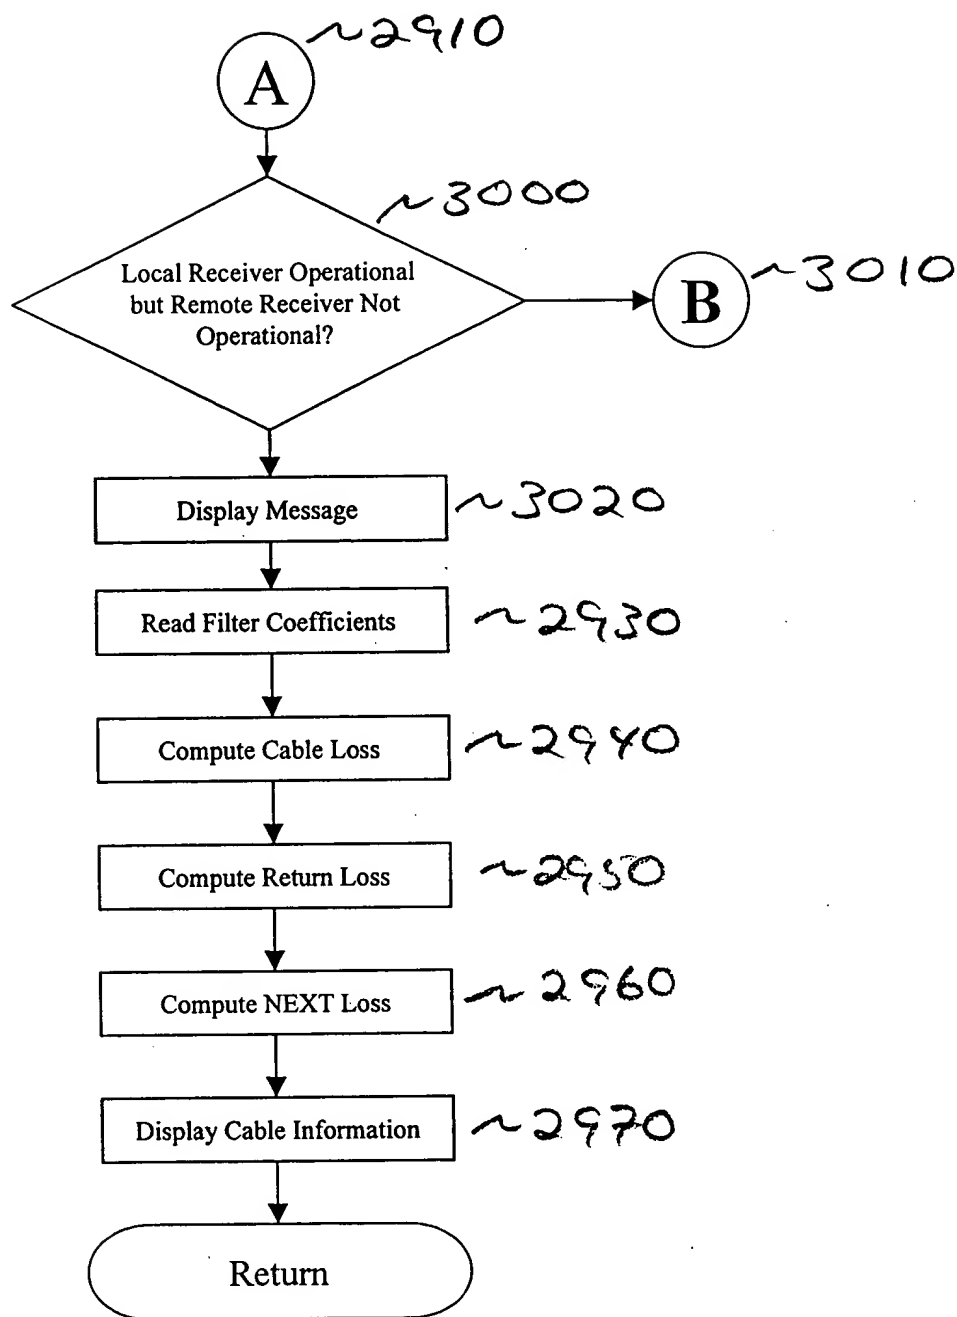 ~2910
A
~3000
Local Receiver Operational
but Remote Receiver Not
Operational?
B
~3010
Display Message
~3020
Read Filter Coefficients
~2930
Compute Cable Loss
~2940
Compute Return Loss
~2950
Compute NEXT Loss
~2960
Display Cable Information
~2970
Return